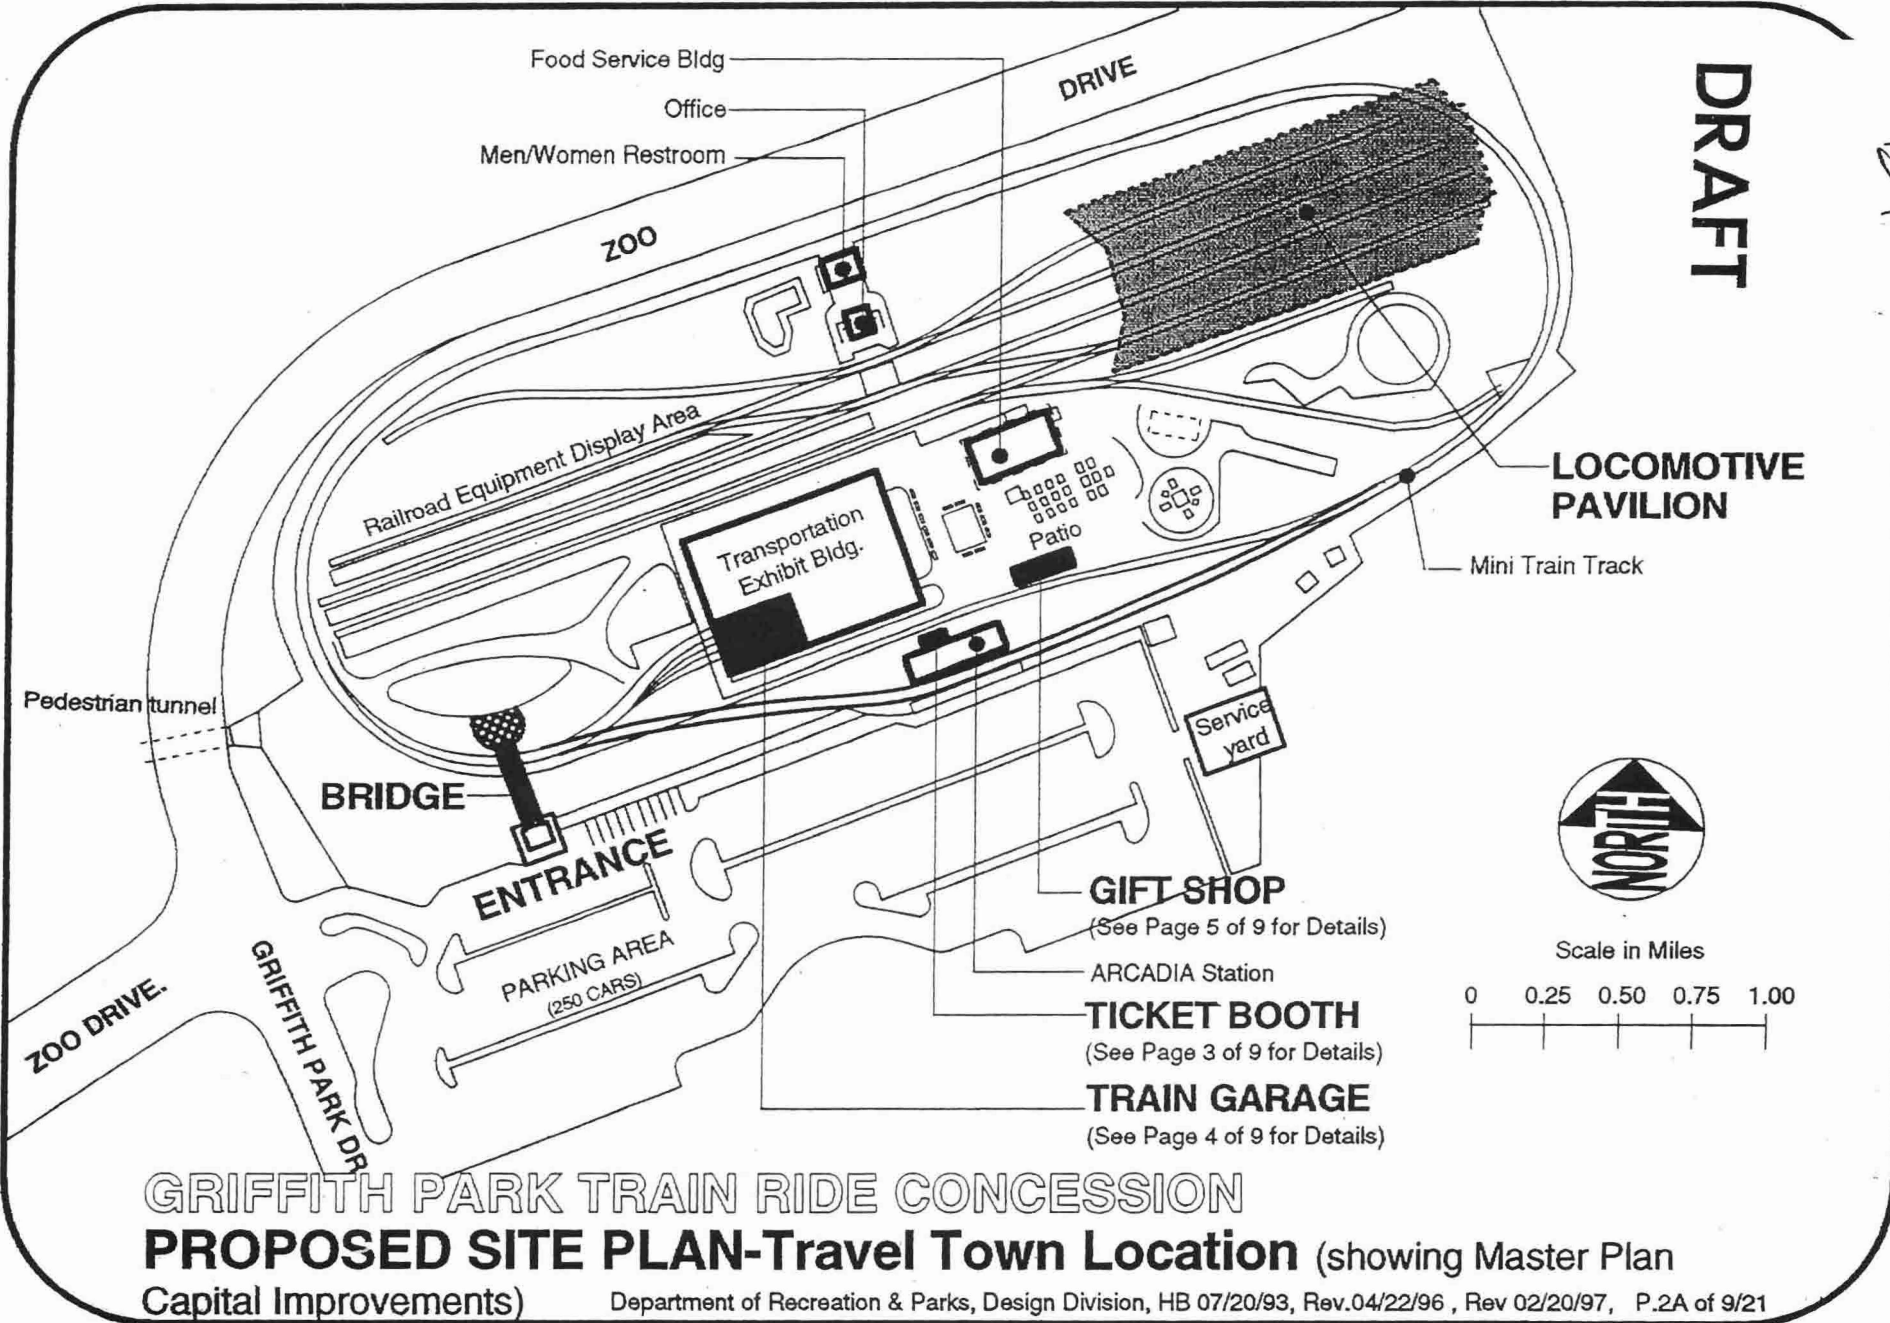 Food Service Bldg
Office
Men/Women Restroom
DRIVE
ZOO
DRAFT
Railroad Equipment Display Area
Transportation
Exhibit Bldg.
Patio
LOCOMOTIVE
PAVILION
Mini Train Track
Pedestrian tunnel
Service
yard
BRIDGE
ENTRANCE
NORTH
GIFT SHOP
(See Page 5 of 9 for Details)
PARKING AREA
(250 CARS)
ARCADIA Station
TICKET BOOTH
(See Page 3 of 9 for Details)
TRAIN GARAGE
(See Page 4 of 9 for Details)
Scale in Miles
0 0.25 0.50 0.75 1.00
ZOO DRIVE.
GRIFFITH PARK DR
GRIFFITH PARK TRAIN RIDE CONCESSION
PROPOSED SITE PLAN-Travel Town Location (showing Master Plan
Capital Improvements) Department of Recreation & Parks, Design Division, HB 07/20/93, Rev.04/22/96 , Rev 02/20/97, P.2A of 9/21